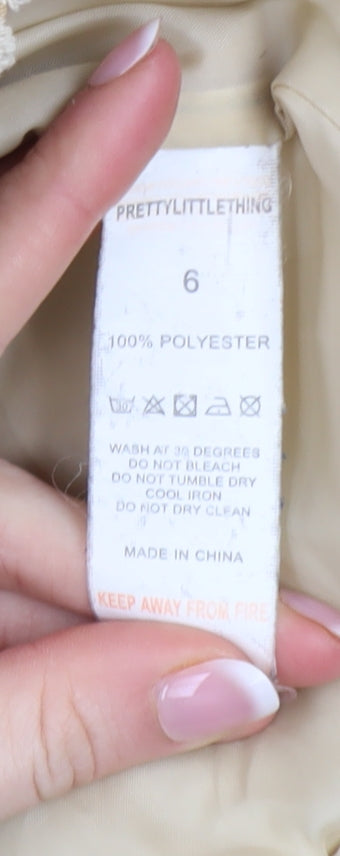 PRETTYLITTLETHING
6
100% POLYESTER
30
WASH AT 30 DEGREES
DO NOT BLEACH
DO NOT TUMBLE DRY
COOL IRON
DO NOT DRY CLEAN
MADE IN CHINA
KEEP AWAY FROM FIRE